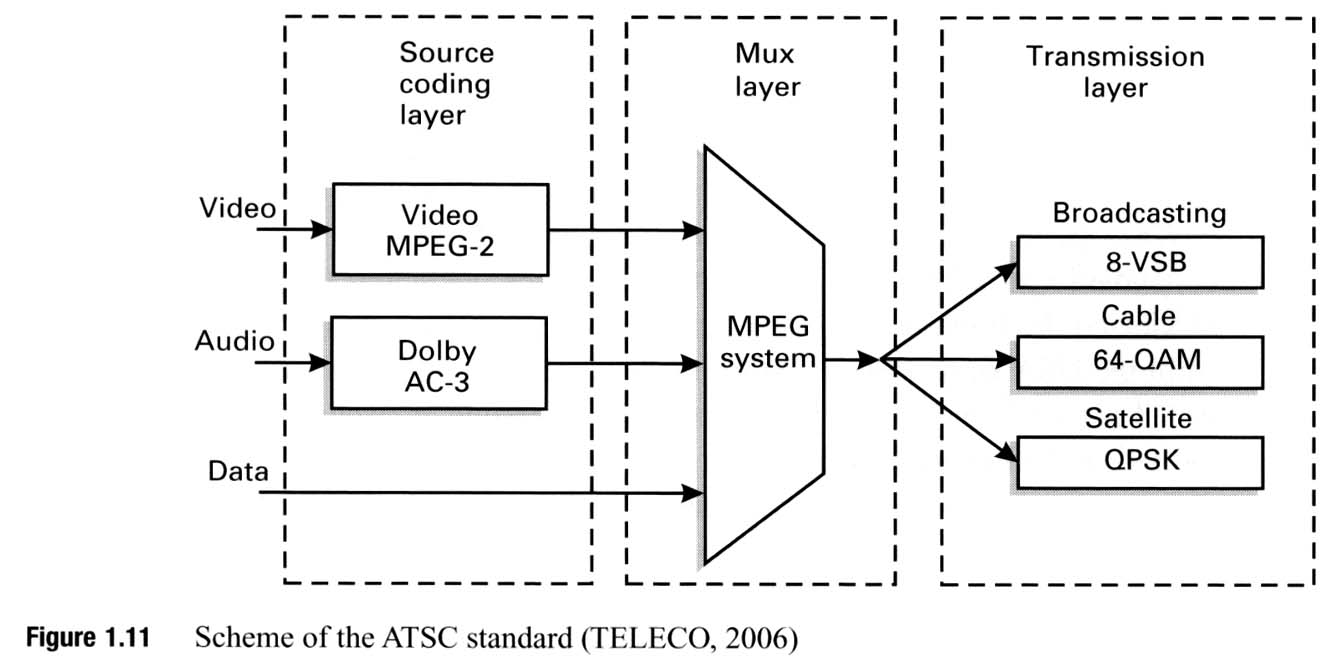 Source
coding
layer
Mux
layer
Transmission
layer
Video
Video
MPEG-2
Audio
Dolby
AC-3
Data
MPEG
system
Broadcasting
8-VSB
Cable
64-QAM
Satellite
QPSK
Figure 1.11 Scheme of the ATSC standard (TELECO, 2006)